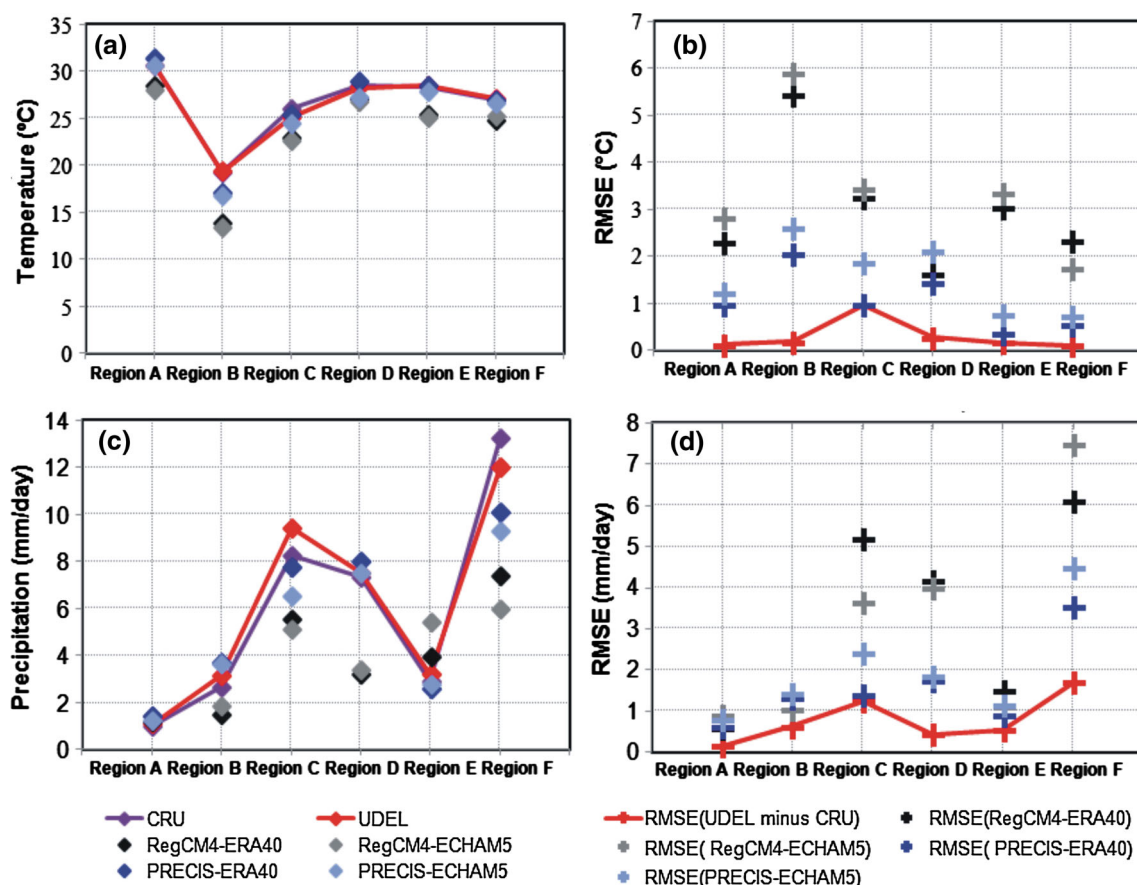 (a)
Temperature (ºC)
35
30
25
20
15
10
5
0
Region A Region B Region C Region D Region E Region F
(b)
RMSE (°C)
7
6
5
4
3
2
1
0
Region A Region B Region C Region D Region E Region F
(c)
Precipitation (mm/day)
14
12
10
8
6
4
2
0
Region A Region B Region C Region D Region E Region F
(d)
RMSE (mm/day)
8
7
6
5
4
3
2
1
0
Region A Region B Region C Region D Region E Region F
CRU UDEL
RegCM4-ERA40 RegCM4-ECHAM5
PRECIS-ERA40 PRECIS-ECHAM5
RMSE(UDEL minus CRU) RMSE(RegCM4-ERA40)
RMSE( RegCM4-ECHAM5) RMSE( PRECIS-ERA40)
RMSE(PRECIS-ECHAM5)